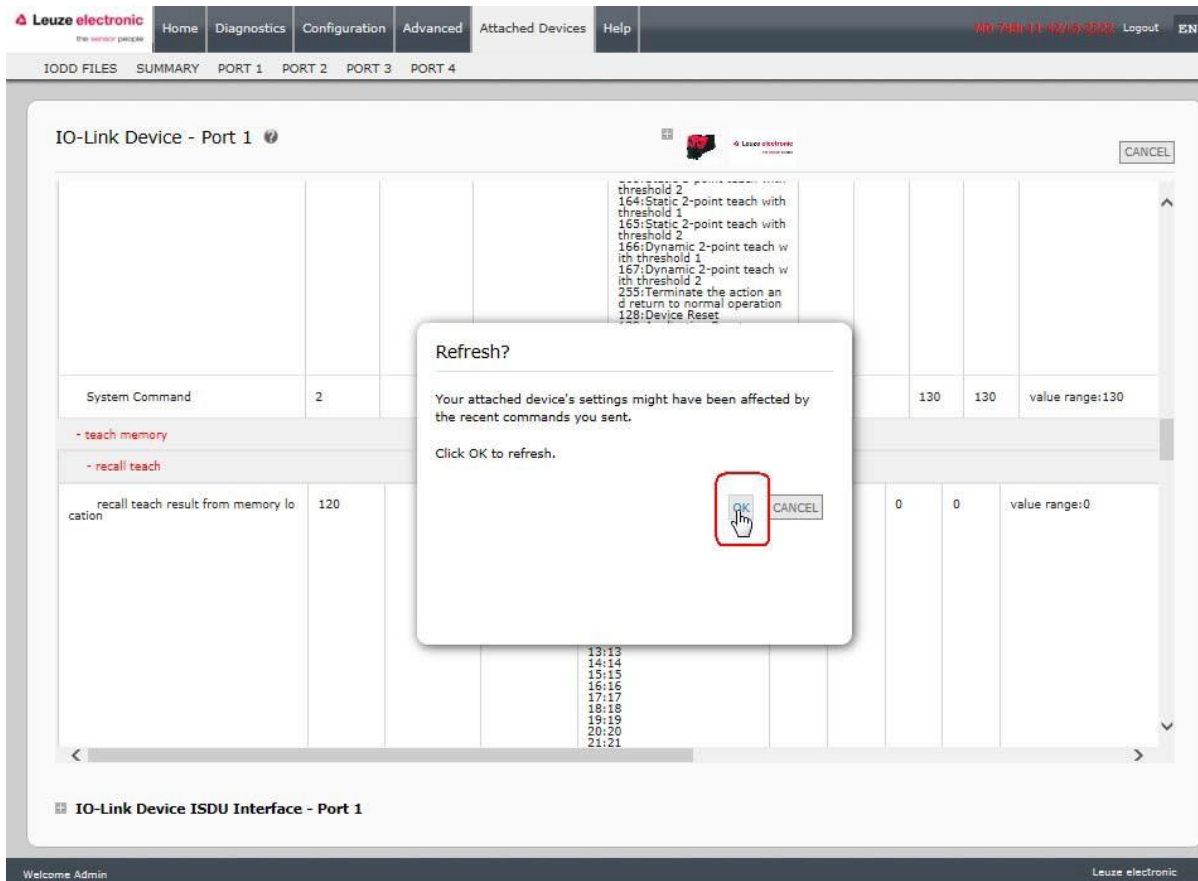 Leuze electronic
the sensor people
Home Diagnostics Configuration Advanced Attached Devices Help
Logout EN
IODD FILES SUMMARY PORT 1 PORT 2 PORT 3 PORT 4
IO-Link Device - Port 1
Leuze electronic
CANCEL
threshold 2
164:Static 2-point teach with
threshold 1
165:Static 2-point teach with
threshold 2
166:Dynamic 2-point teach w
ith threshold 1
167:Dynamic 2-point teach w
ith threshold 2
255:Terminate the action an
d return to normal operation
128:Device Reset
System Command 2 130 130 value range:130
- teach memory
- recall teach
recall teach result from memory lo
cation 120 0 0 value range:0
Refresh?
Your attached device's settings might have been affected by
the recent commands you sent.
Click OK to refresh.
OK CANCEL
13:13
14:14
15:15
16:16
17:17
18:18
19:19
20:20
21:21
IO-Link Device ISDU Interface - Port 1
Welcome Admin
Leuze electronic